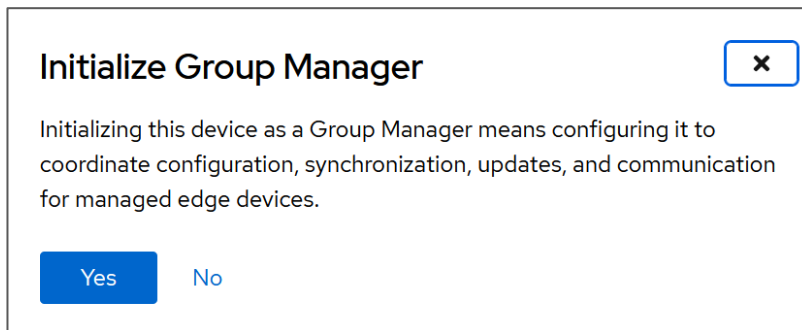 Initialize Group Manager
Initializing this device as a Group Manager means configuring it to
coordinate configuration, synchronization, updates, and communication
for managed edge devices.
Yes
No